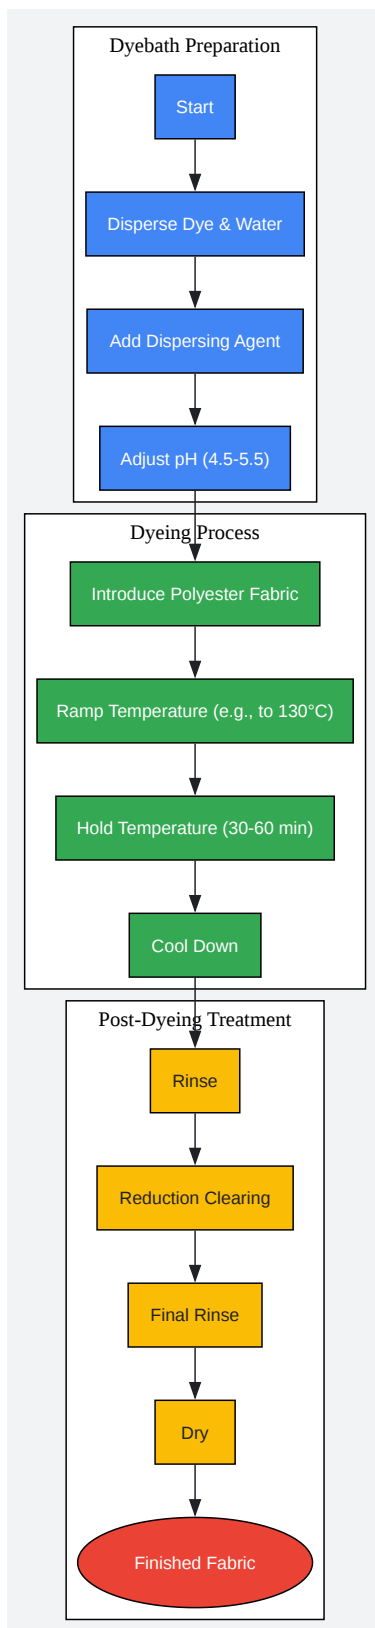 Dyebath Preparation
Start
Disperse Dye & Water
Add Dispersing Agent
Adjust pH (4.5-5.5)
Dyeing Process
Introduce Polyester Fabric
Ramp Temperature (e.g., to 130°C)
Hold Temperature (30-60 min)
Cool Down
Post-Dyeing Treatment
Rinse
Reduction Clearing
Final Rinse
Dry
Finished Fabric